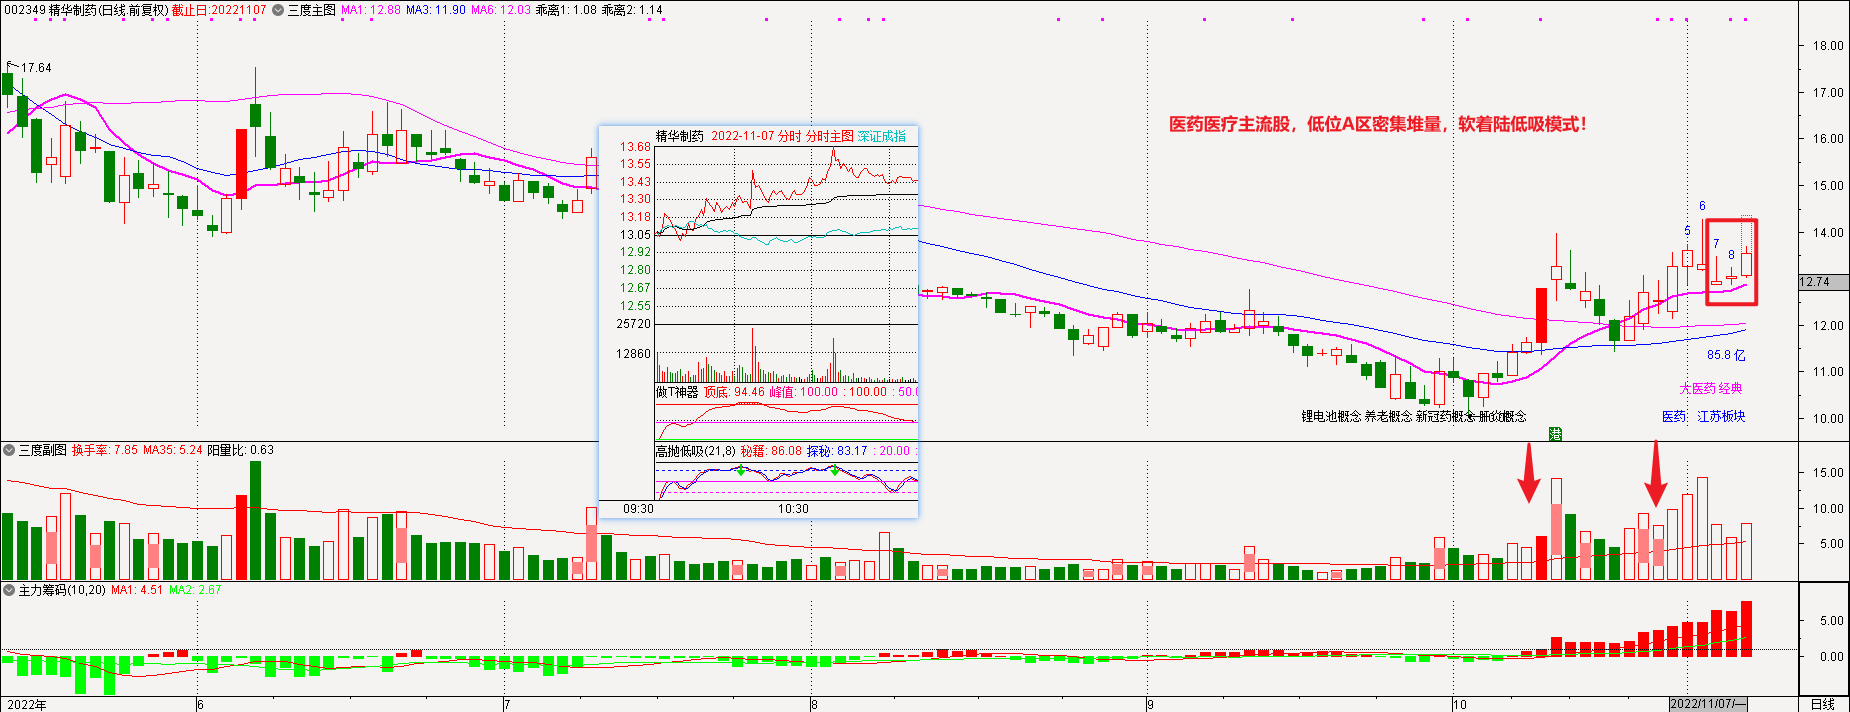 002349 精华制药(日线.前复权) 截止日:20221107 三度主图 MA1: 12.88 MA3: 11.90 MA6: 12.03 乖离1: 1.08 乖离2: 1.14
17.64
18.00
17.00
16.00
15.00
14.00
12.74
12.00
11.00
10.00
医药医疗主流股，低位A区密集堆量，软着陆低吸模式！
5
6
7
8
85.8 亿
大医药 经典
医药 江苏板块
锂电池概念 养老概念 新冠药概念
港
精华制药 2022-11-07 分时 分时主图 深证成指
13.68
13.55
13.43
13.30
13.18
13.05
12.92
12.80
12.67
12.55
25720
12860
做T神器 顶底: 94.46 峰值: 100.00 : 100.00 : 50.0
高抛低吸(21,8) 秘籍: 86.08 探秘: 83.17 : 20.00 :
09:30 10:30
三度副图 换手率: 7.85 MA35: 5.24 阳量比: 0.63
15.00
10.00
5.00
主力筹码(10,20) MA1: 4.51 MA2: 2.67
5.00
0.00
2022年 6 7 8 9 10 2022/11/07/一 日线